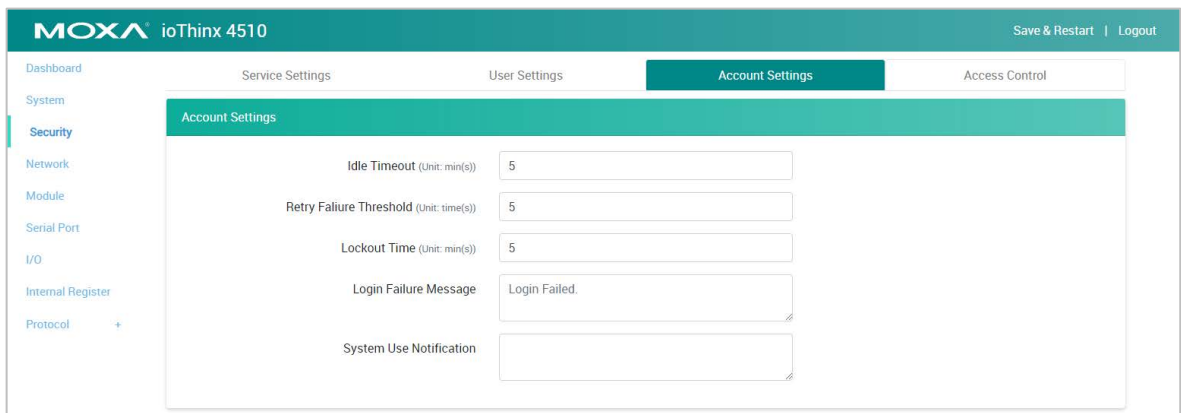 MOXA® ioThinx 4510
Save & Restart | Logout
Dashboard
System
Security
Network
Module
Serial Port
I/O
Internal Register
Protocol +
Service Settings
User Settings
Account Settings
Access Control
Account Settings
Idle Timeout (Unit: min(s)) 5
Retry Faliure Threshold (Unit: time(s)) 5
Lockout Time (Unit: min(s)) 5
Login Failure Message Login Failed.
System Use Notification